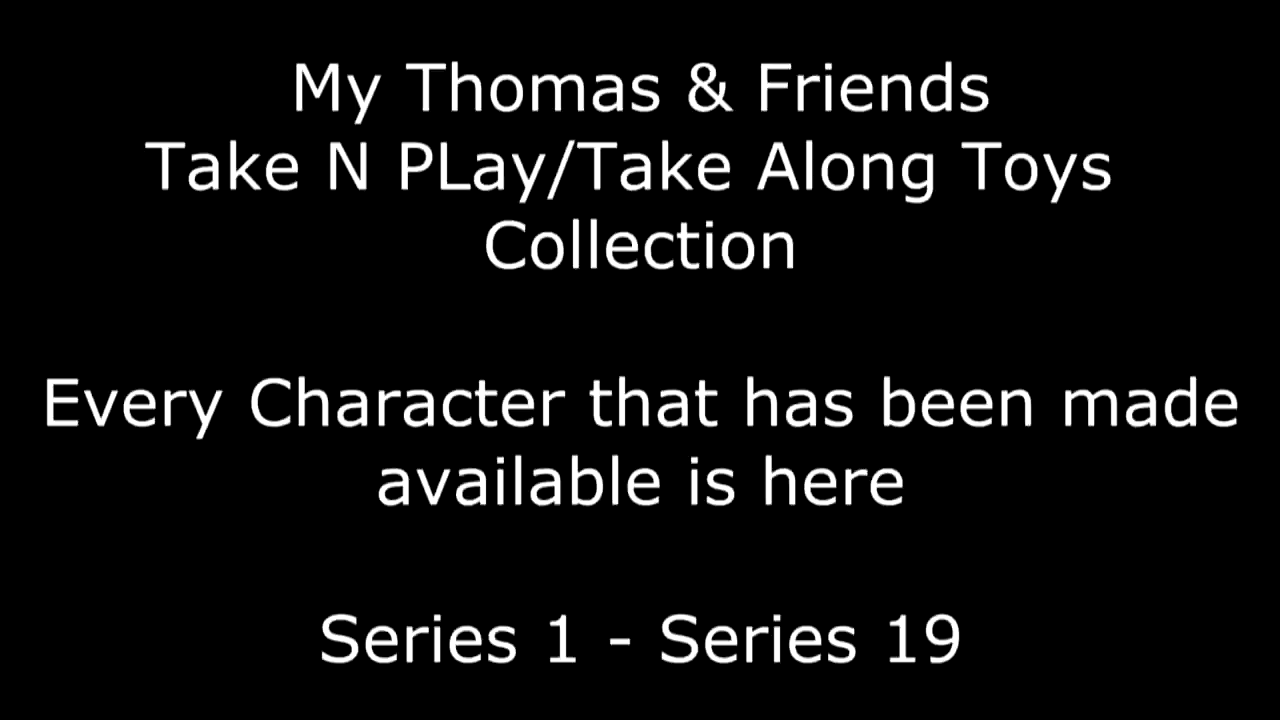 My Thomas & Friends
Take N PLay/Take Along Toys
Collection
Every Character that has been made
available is here
Series 1 - Series 19